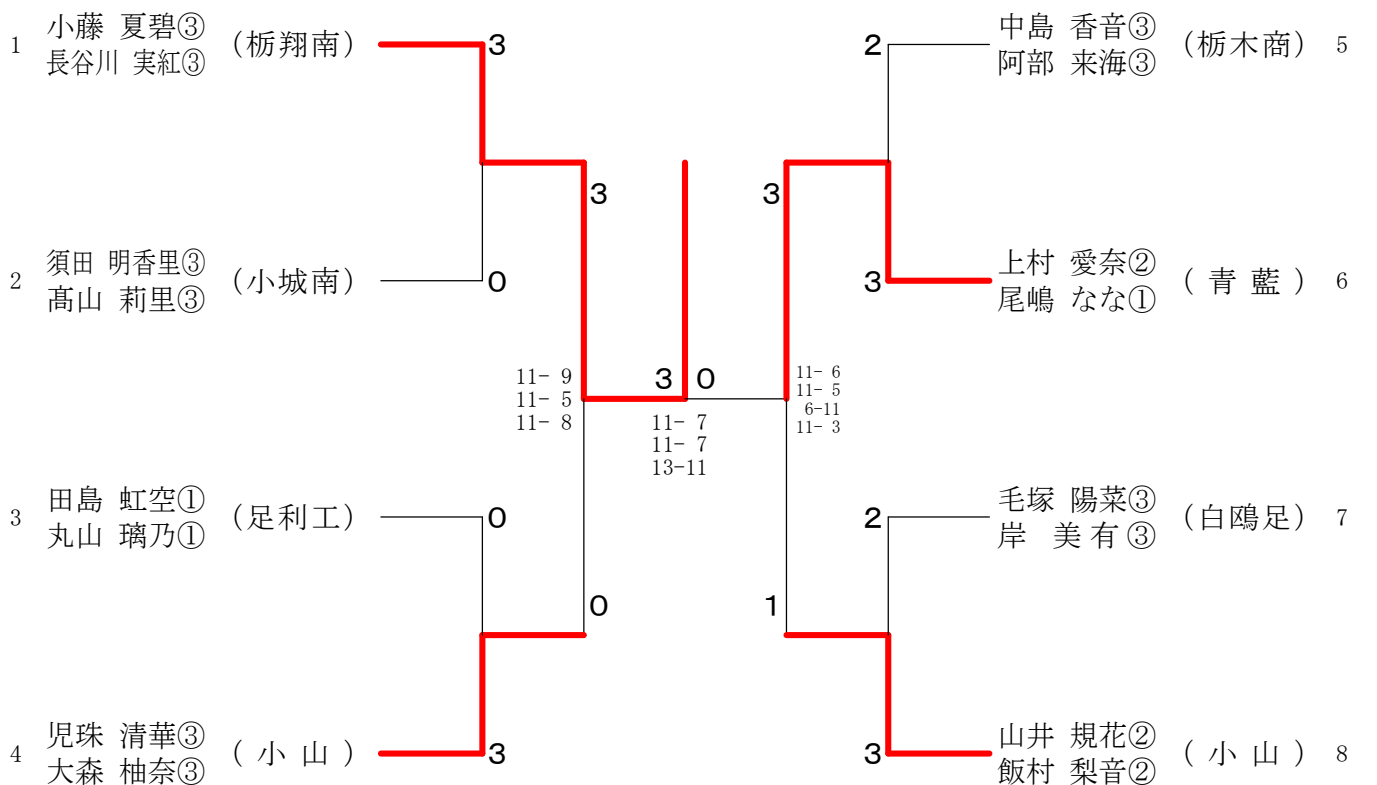 1 小藤 夏碧③ (栃翔南) 3
長谷川 実紅③
2 須田 明香里③ (小城南) 0
髙山 莉里③
3 田島 虹空① (足利工) 0
丸山 璃乃①
4 児珠 清華③ (小山) 3
大森 柚奈③
3
0
11- 9
11- 5
11- 8
3 0
11- 7
11- 7
13-11
3
1
11- 6
11- 5
6-11
11- 3
2 中島 香音③ (栃木商) 5
阿部 来海③
3 上村 愛奈② (青藍) 6
尾嶋 なな①
2 毛塚 陽菜③ (白鴎足) 7
岸 美有③
3 山井 規花② (小山) 8
飯村 梨音②